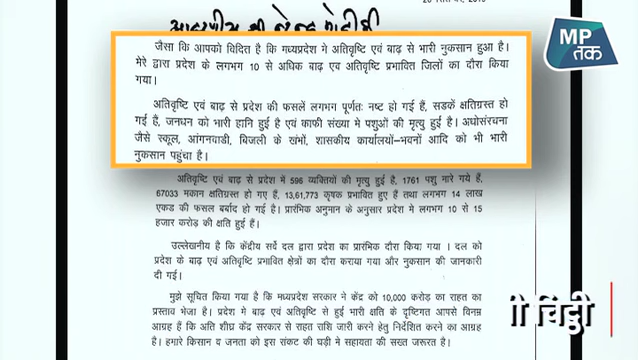 आदरणीय श्री नरेन्द्र मोदीजी
MP
तक
जैसा कि आपको विदित है कि मध्यप्रदेश मे अतिवृष्टि एवं बाढ़ से भारी नुकसान हुआ है।
मेरे द्वारा प्रदेश के लगभग 10 से अधिक बाढ़ एव अतिवृष्टि प्रभावित जिलों का दौरा किया
गया।
अतिवृष्टि एवं बाढ़ से प्रदेश की फसलें लगभग पूर्णतः नष्ट हो गई हैं, सडकें क्षतिग्रस्त हो
गई हैं, जनधन को भारी हानि हुई है एवं काफी संख्या मे पशुओं की मृत्यु हुई है। अधोसंरचना
जैसे स्कूल, आंगनवाडी, बिजली के खंभों, शासकीय कार्यालयों–भवनों आदि को भी भारी
नुकसान पहुंचा है।
अतिवृष्टि एवं बाढ़ से प्रदेश में 596 व्यक्तियों की मृत्यु हुई है, 1761 पशु मारे गये हैं,
67033 मकान क्षतिग्रस्त हो गए हैं, 13,61,773 कृषक प्रभावित हुए हैं तथा लगभग 14 लाख
एकड की फसल बर्बाद हो गई है। प्रारंभिक अनुमान के अनुसार प्रदेश मे लगभग 10 से 15
हजार करोड की क्षति हुई हैं।
उल्लेखनीय है कि केंद्रीय सर्वे दल द्वारा प्रदेश का प्रारंभिक दौरा किया गया । दल को
प्रदेश के बाढ़ एवं अतिवृष्टि प्रभावित क्षेत्रों का दौरा कराया गया और नुकसान की जानकारी
दी गई।
मुझे सूचित किया गया है कि मध्यप्रदेश सरकार ने केंद्र को 10,000 करोड का राहत का
प्रस्ताव भेजा है। प्रदेश मे बाढ़ एवं अतिवृष्टि से हुई भारी क्षति के दृष्टिगत आपसे विनम्र
आग्रह हैं कि अति शीघ्र केंद्र सरकार से राहत राशि जारी करने हेतु निर्देशित करने का आग्रह
है। हमारे किसान व जनता को इस संकट की घड़ी मे सहायता की सख्त जरूरत है।
ी चिट्ठी